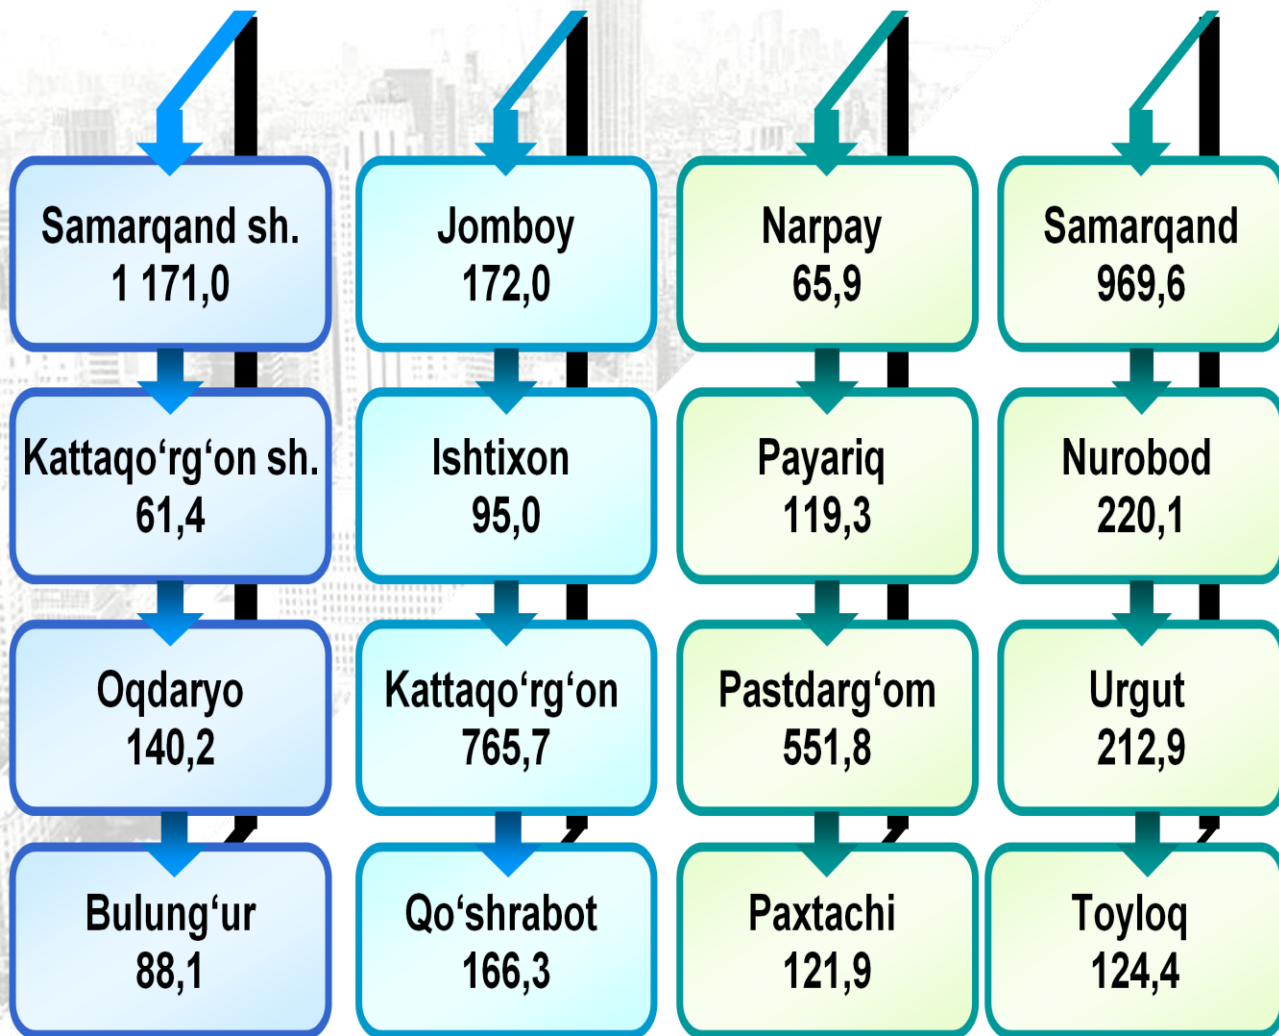 Samarqand sh.
1 171,0
Jomboy
172,0
Narpay
65,9
Samarqand
969,6
Kattaqo‘rg‘on sh.
61,4
Ishtixon
95,0
Payariq
119,3
Nurobod
220,1
Oqdaryo
140,2
Kattaqo‘rg‘on
765,7
Pastdarg‘om
551,8
Urgut
212,9
Bulung‘ur
88,1
Qo‘shrabot
166,3
Paxtachi
121,9
Toyloq
124,4